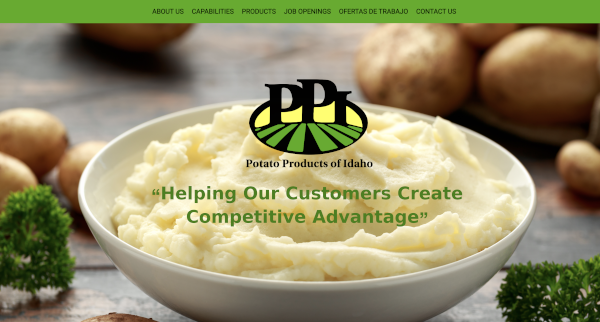 ABOUT US CAPABILITIES PRODUCTS JOB OPENINGS OFERTAS DE TRABAJO CONTACT US
PPI
Potato Products of Idaho
“Helping Our Customers Create
Competitive Advantage”